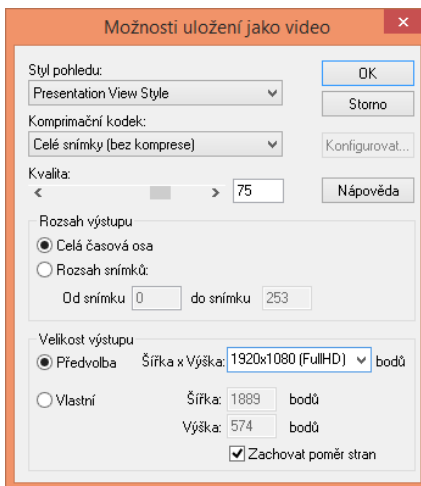 Možnosti uložení jako video
Styl pohledu:
Presentation View Style
OK
Storno
Komprimační kodek:
Celé snímky (bez komprese)
Konfigurovat...
Kvalita:
75
Nápověda
Rozsah výstupu
Celá časová osa
Rozsah snímků:
Od snímku 0 do snímku 253
Velikost výstupu
Předvolba Šířka x Výška: 1920x1080 (FullHD) bodů
Vlastní Šířka: 1889 bodů
Výška: 574 bodů
Zachovat poměr stran